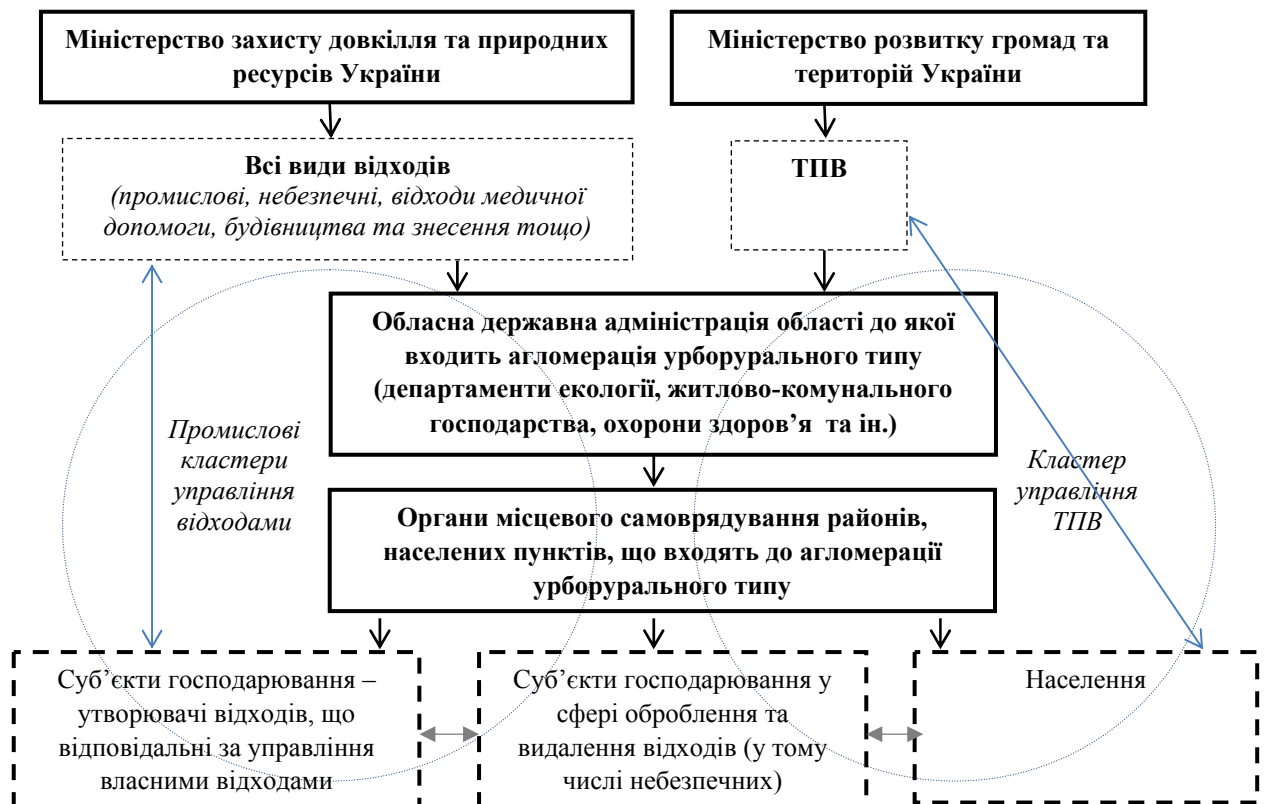 Міністерство захисту довкілля та природних
ресурсів України
Міністерство розвитку громад та
територій України
Всі види відходів
(промислові, небезпечні, відходи медичної
допомоги, будівництва та знесення тощо)
ТПВ
Обласна державна адміністрація області до якої
входить агломерація урборурального типу
(департаменти екології, житлово-комунального
господарства, охорони здоров’я та ін.)
Промислові
кластери
управління
відходами
Кластер
управління
ТПВ
Органи місцевого самоврядування районів,
населених пунктів, що входять до агломерації
урборурального типу
Суб’єкти господарювання –
утворювачі відходів, що
відповідальні за управління
власними відходами
Суб’єкти господарювання у
сфері оброблення та
видалення відходів (у тому
числі небезпечних)
Населення